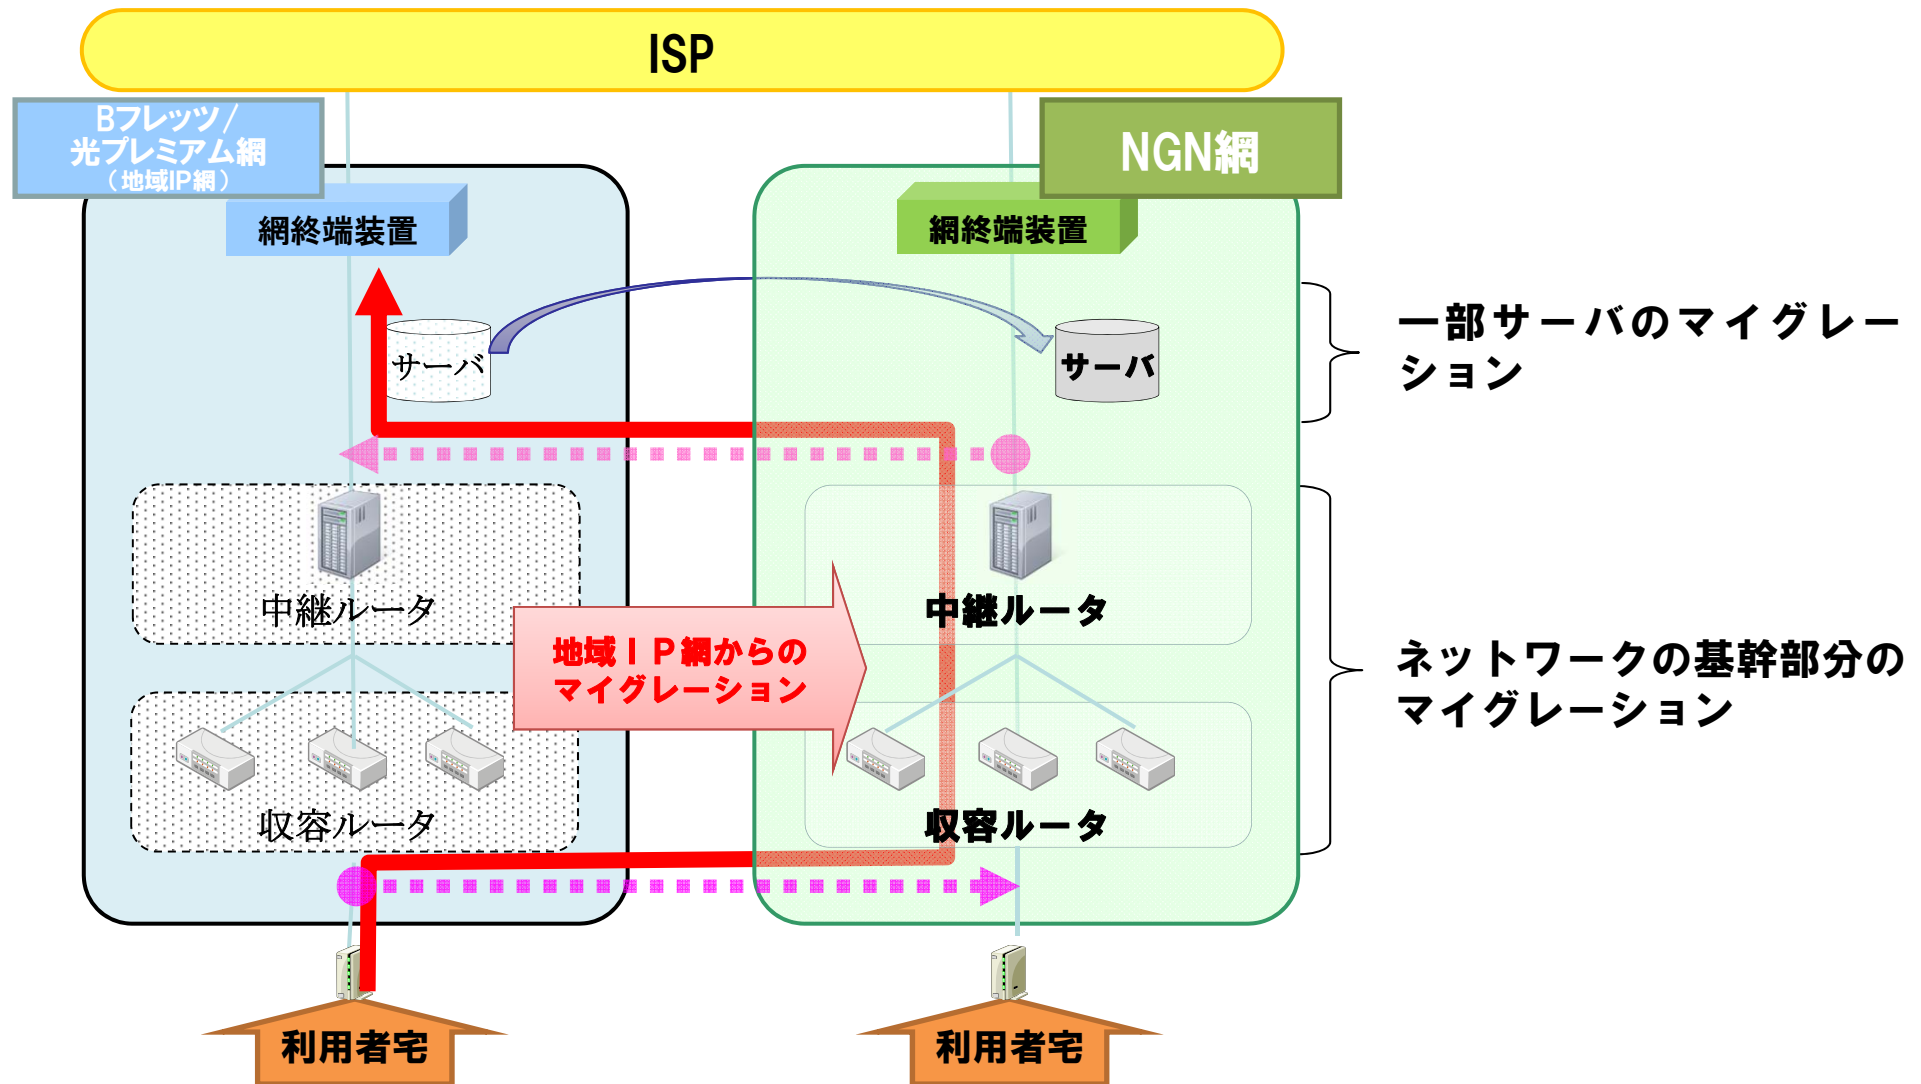 ISP
Bフレッツ/
光プレミアム網
（地域IP網）
NGN網
網終端装置
網終端装置
サーバ
サーバ
一部サーバのマイグレー
ション
中継ルータ
中継ルータ
地域ＩＰ網からの
マイグレーション
ネットワークの基幹部分の
マイグレーション
収容ルータ
収容ルータ
利用者宅
利用者宅